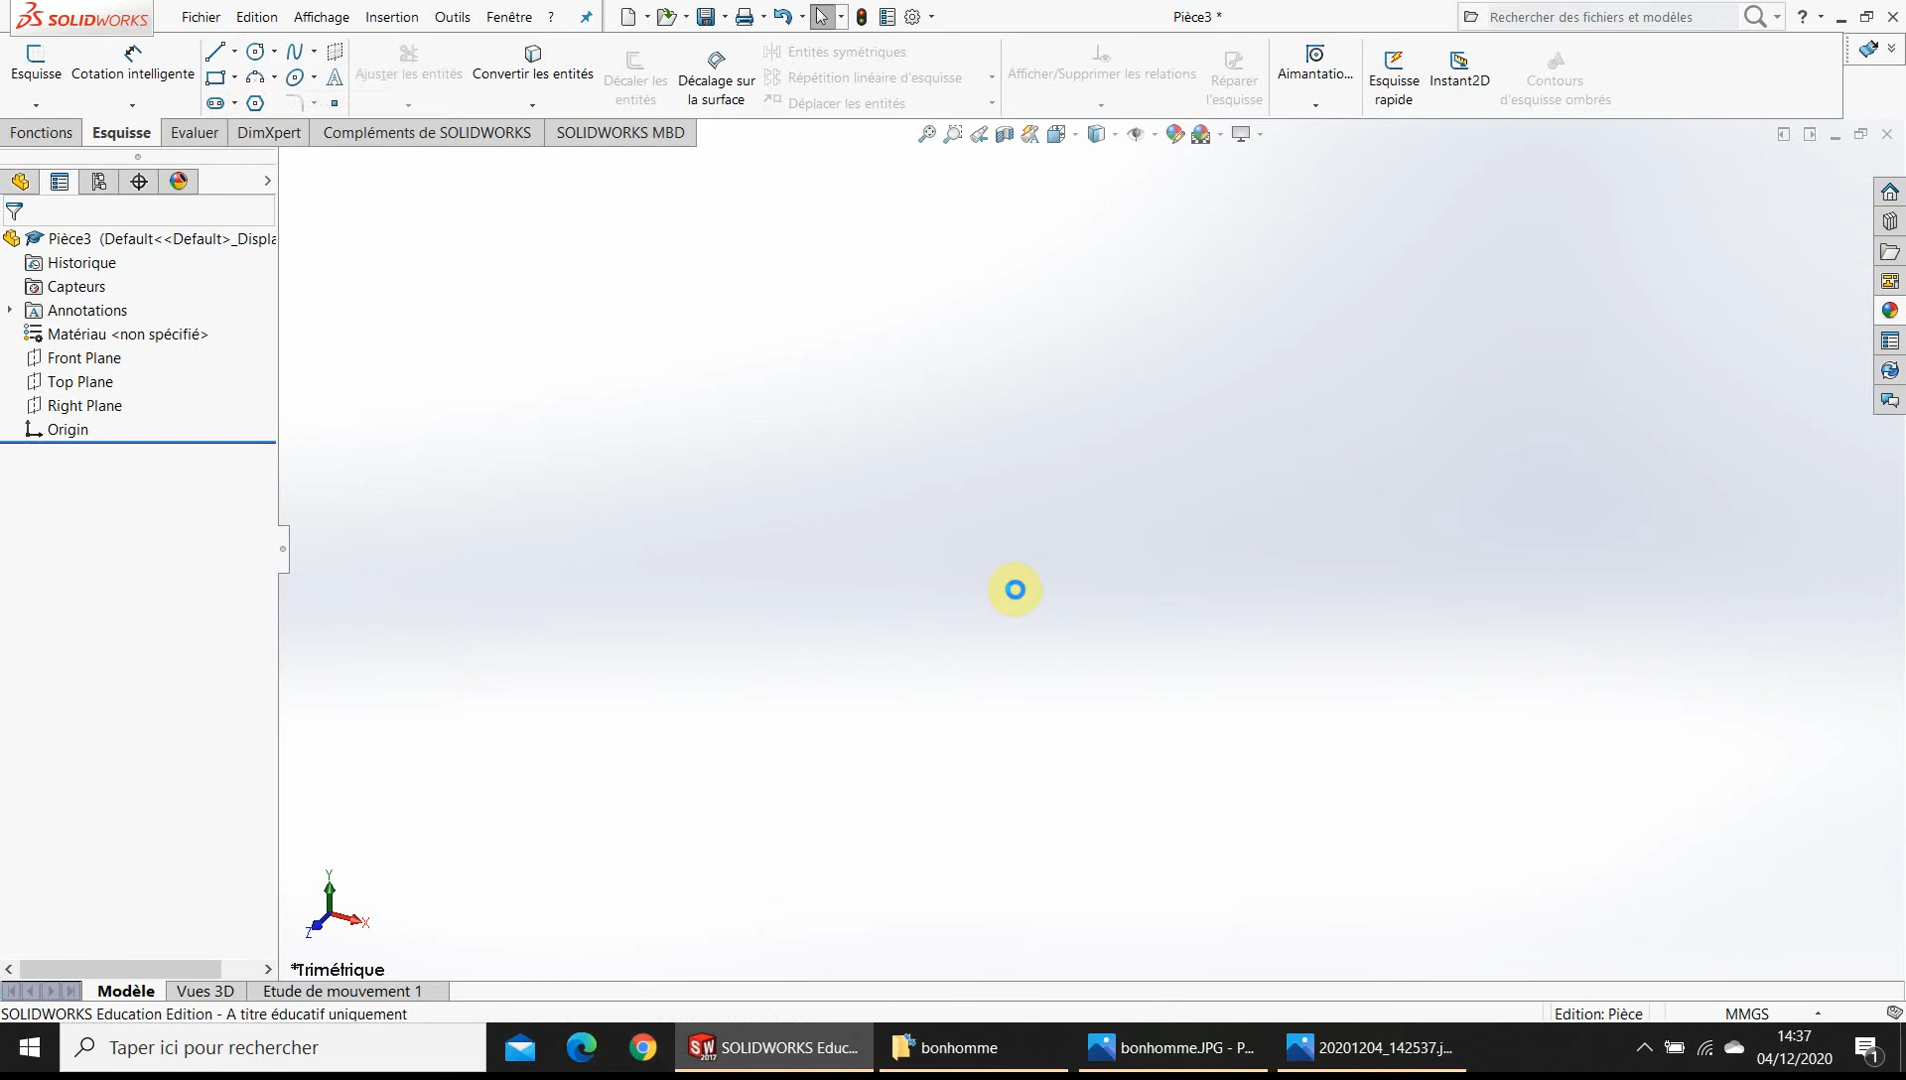 SOLIDWORKS
Fichier Edition Affichage Insertion Outils Fenêtre ?
Pièce3 *
Rechercher des fichiers et modèles
Esquisse
Cotation intelligente
Ajuster les entités
Convertir les entités
Décaler les entités
Décalage sur la surface
Entités symétriques
Répétition linéaire d'esquisse
Déplacer les entités
Afficher/Supprimer les relations
Réparer l'esquisse
Aimantatio...
Esquisse rapide
Instant2D
Contours d'esquisse ombrés
Fonctions Esquisse Evaluer DimXpert Compléments de SOLIDWORKS SOLIDWORKS MBD
Pièce3 (Default<<Default>_Displa
Historique
Capteurs
Annotations
Matériau <non spécifié>
Front Plane
Top Plane
Right Plane
Origin
Y
X
Z
*Trimétrique
Modèle Vues 3D Etude de mouvement 1
SOLIDWORKS Education Edition - A titre éducatif uniquement
Edition: Pièce MMGS
Taper ici pour rechercher
SOLIDWORKS Educ...
bonhomme
bonhomme.JPG - P...
20201204_142537.j...
14:37
04/12/2020
1